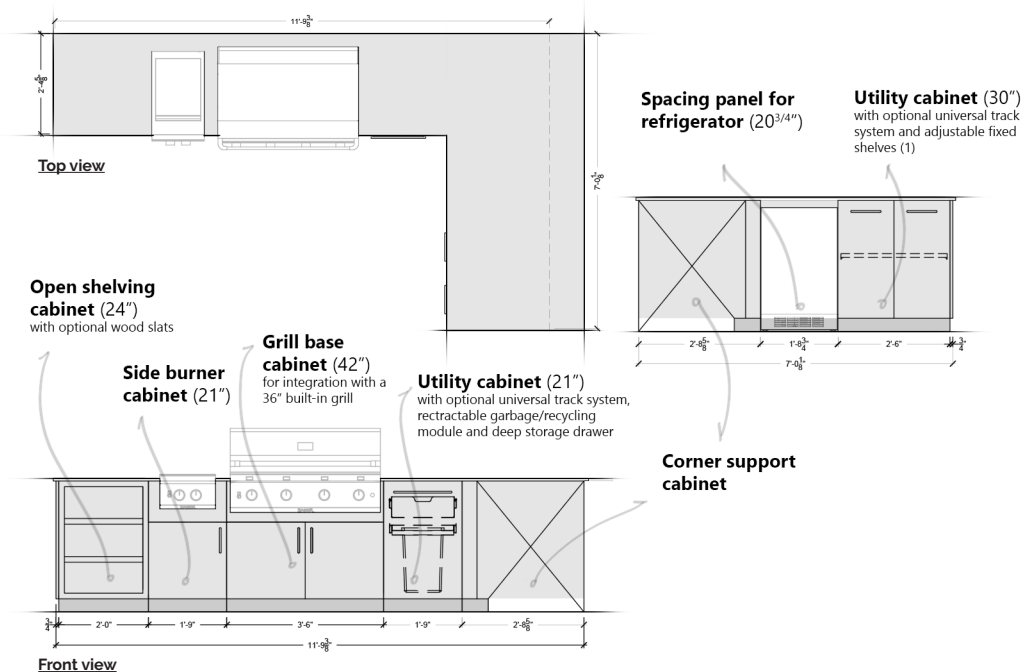 11'-9 3/8"
2'-4 5/8"
7'-0 1/8"
Top view
Spacing panel for
refrigerator (20 3/4")
Utility cabinet (30")
with optional universal track
system and adjustable fixed
shelves (1)
2'-8 5/8"
1'-8 3/4"
2'-6"
3/4"
7'-0 1/8"
Open shelving
cabinet (24")
with optional wood slats
Side burner
cabinet (21")
Grill base
cabinet (42")
for integration with a
36" built-in grill
Utility cabinet (21")
with optional universal track system,
rectractable garbage/recycling
module and deep storage drawer
Corner support
cabinet
3/4"
2'-0"
1'-9"
3'-6"
1'-9"
2'-8 5/8"
11'-9 3/8"
Front view